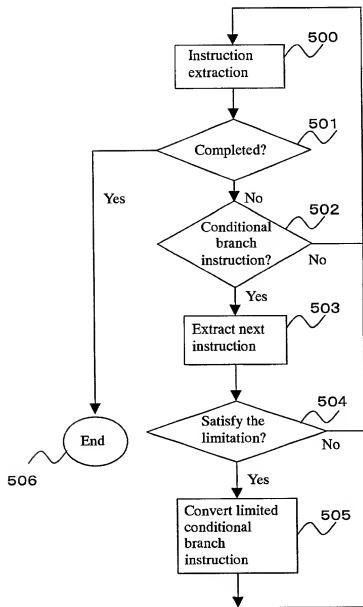 500
Instruction
extraction
501
Completed?
Yes
No
502
Conditional
branch
instruction?
No
Yes
503
Extract next
instruction
504
Satisfy the
limitation?
No
End
506
Yes
505
Convert limited
conditional
branch
instruction